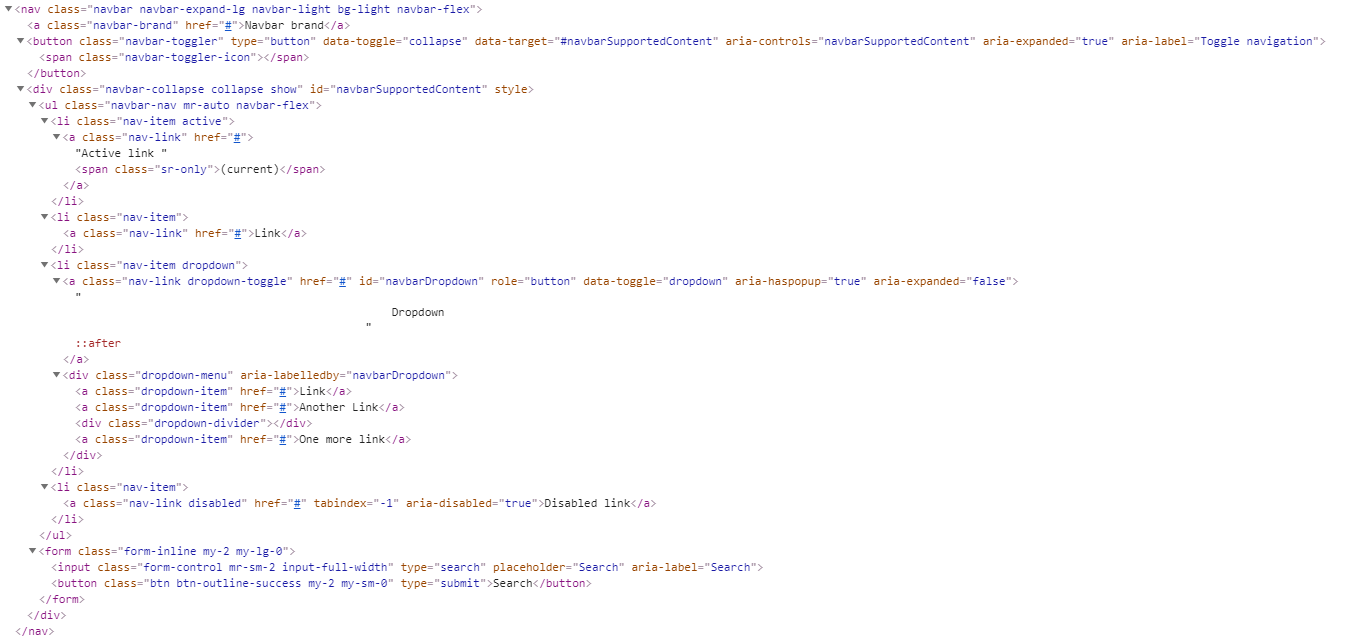 <nav class="navbar navbar-expand-lg navbar-light bg-light navbar-flex">
<a class="navbar-brand" href="#">Navbar brand</a>
<button class="navbar-toggler" type="button" data-toggle="collapse" data-target="#navbarSupportedContent" aria-controls="navbarSupportedContent" aria-expanded="true" aria-label="Toggle navigation">
<span class="navbar-toggler-icon"></span>
</button>
<div class="navbar-collapse collapse show" id="navbarSupportedContent" style>
<ul class="navbar-nav mr-auto navbar-flex">
<li class="nav-item active">
<a class="nav-link" href="#">
"Active link "
<span class="sr-only">(current)</span>
</a>
</li>
<li class="nav-item">
<a class="nav-link" href="#">Link</a>
</li>
<li class="nav-item dropdown">
<a class="nav-link dropdown-toggle" href="#" id="navbarDropdown" role="button" data-toggle="dropdown" aria-haspopup="true" aria-expanded="false">
"
Dropdown
"
::after
</a>
<div class="dropdown-menu" aria-labelledby="navbarDropdown">
<a class="dropdown-item" href="#">Link</a>
<a class="dropdown-item" href="#">Another Link</a>
<div class="dropdown-divider"></div>
<a class="dropdown-item" href="#">One more link</a>
</div>
</li>
<li class="nav-item">
<a class="nav-link disabled" href="#" tabindex="-1" aria-disabled="true">Disabled link</a>
</li>
</ul>
<form class="form-inline my-2 my-lg-0">
<input class="form-control mr-sm-2 input-full-width" type="search" placeholder="Search" aria-label="Search">
<button class="btn btn-outline-success my-2 my-sm-0" type="submit">Search</button>
</form>
</div>
</nav>